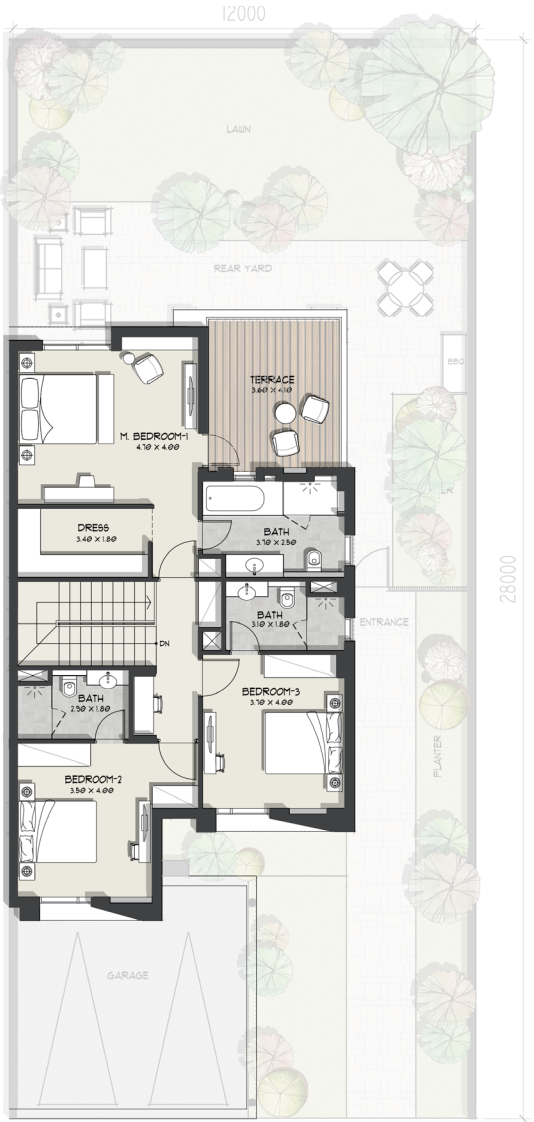 12000
LAWN
REAR YARD
BBQ
TERRACE
3.60 X 4.10
M. BEDROOM-1
4.70 X 4.00
DRESS
3.40 X 1.80
BATH
3.70 X 2.50
28000
BATH
3.10 X 1.80
ENTRANCE
DN
BEDROOM-3
3.70 X 4.00
BATH
2.50 X 1.80
PLANTER
BEDROOM-2
3.50 X 4.00
GARAGE